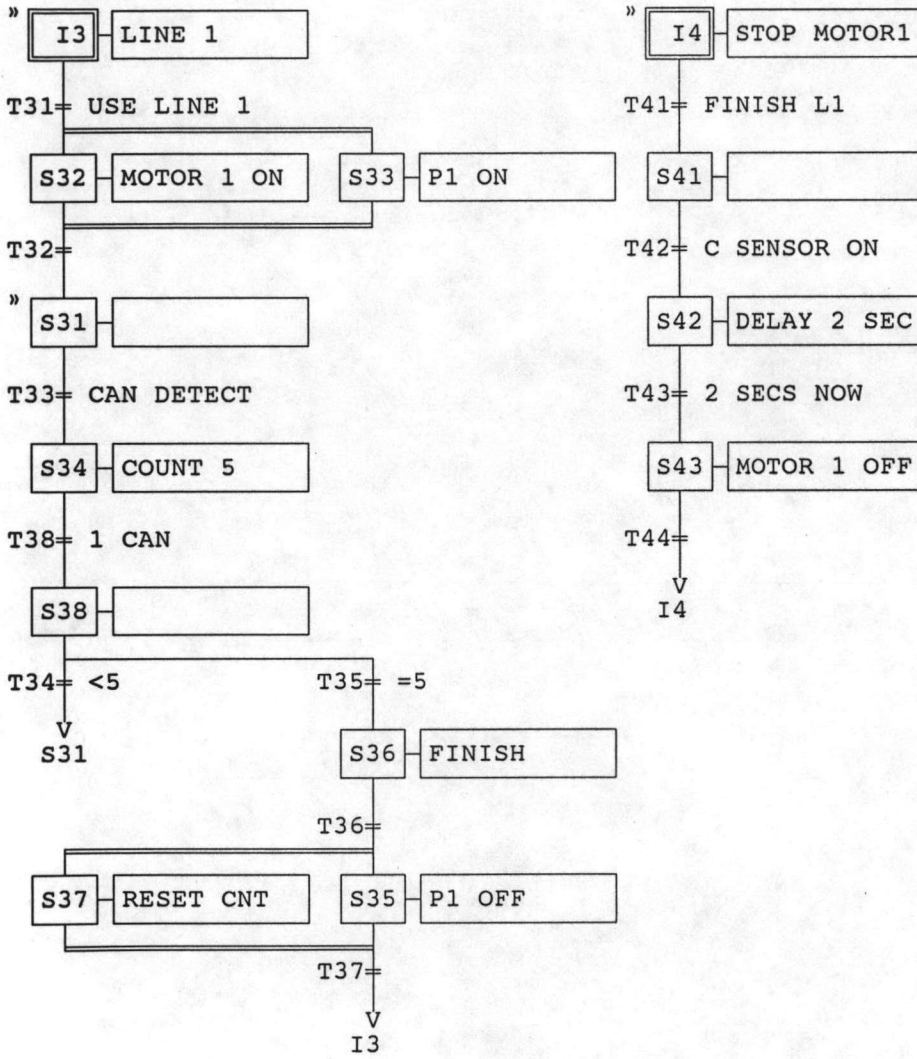 »
I3 LINE 1
T31 USE LINE 1
S32 MOTOR 1 ON S33 P1 ON
T32
»
S31
T33 CAN DETECT
S34 COUNT 5
T38 1 CAN
S38
T34 <5 T35 =5
S31
S36 FINISH
T36
S37 RESET CNT S35 P1 OFF
T37
I3
»
I4 STOP MOTOR1
T41 FINISH L1
S41
T42 C SENSOR ON
S42 DELAY 2 SEC
T43 2 SECS NOW
S43 MOTOR 1 OFF
T44
I4